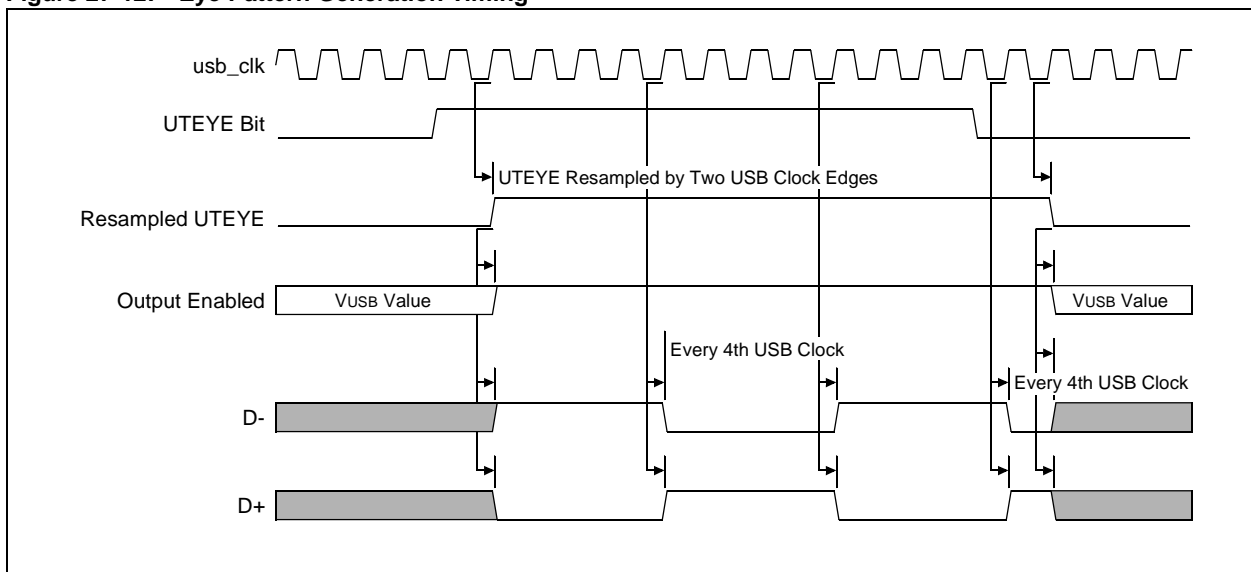 usb_clk
UTEYE Bit
UTEYE Resampled by Two USB Clock Edges
Resampled UTEYE
Output Enabled
VUSB Value
VUSB Value
Every 4th USB Clock
Every 4th USB Clock
D-
D+